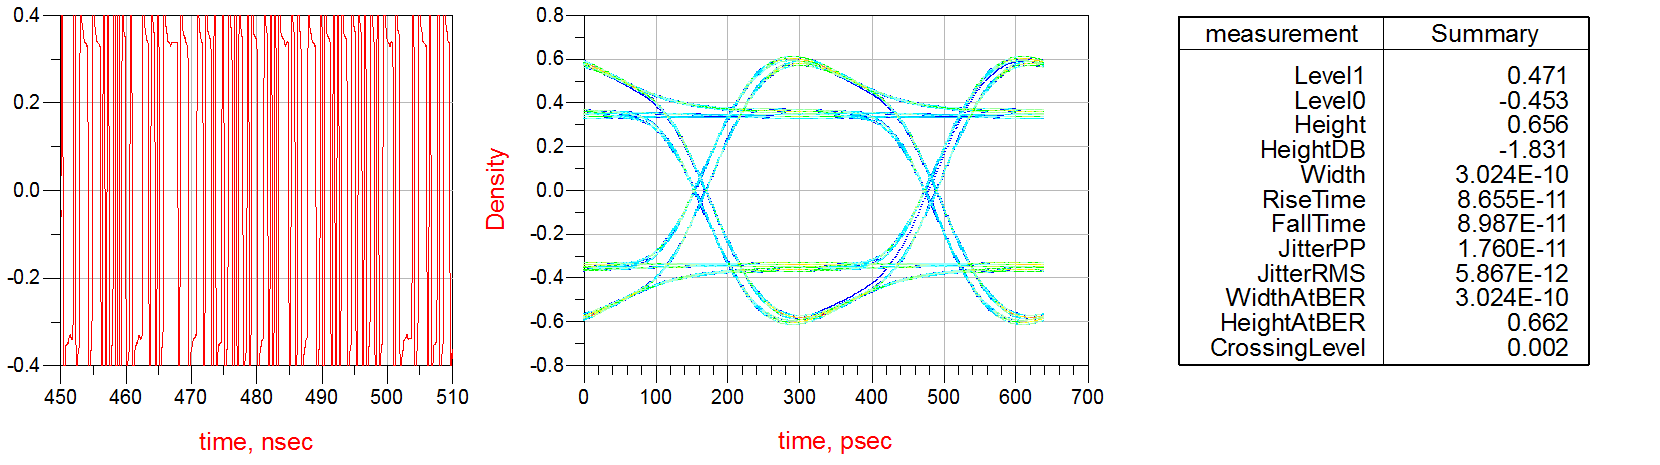 0.4
0.2
0.0
-0.2
-0.4
450 460 470 480 490 500 510
time, nsec
Density
0.8
0.6
0.4
0.2
0.0
-0.2
-0.4
-0.6
-0.8
0 100 200 300 400 500 600 700
time, psec
measurement Summary
Level1 0.471
Level0 -0.453
Height 0.656
HeightDB -1.831
Width 3.024E-10
RiseTime 8.655E-11
FallTime 8.987E-11
JitterPP 1.760E-11
JitterRMS 5.867E-12
WidthAtBER 3.024E-10
HeightAtBER 0.662
CrossingLevel 0.002